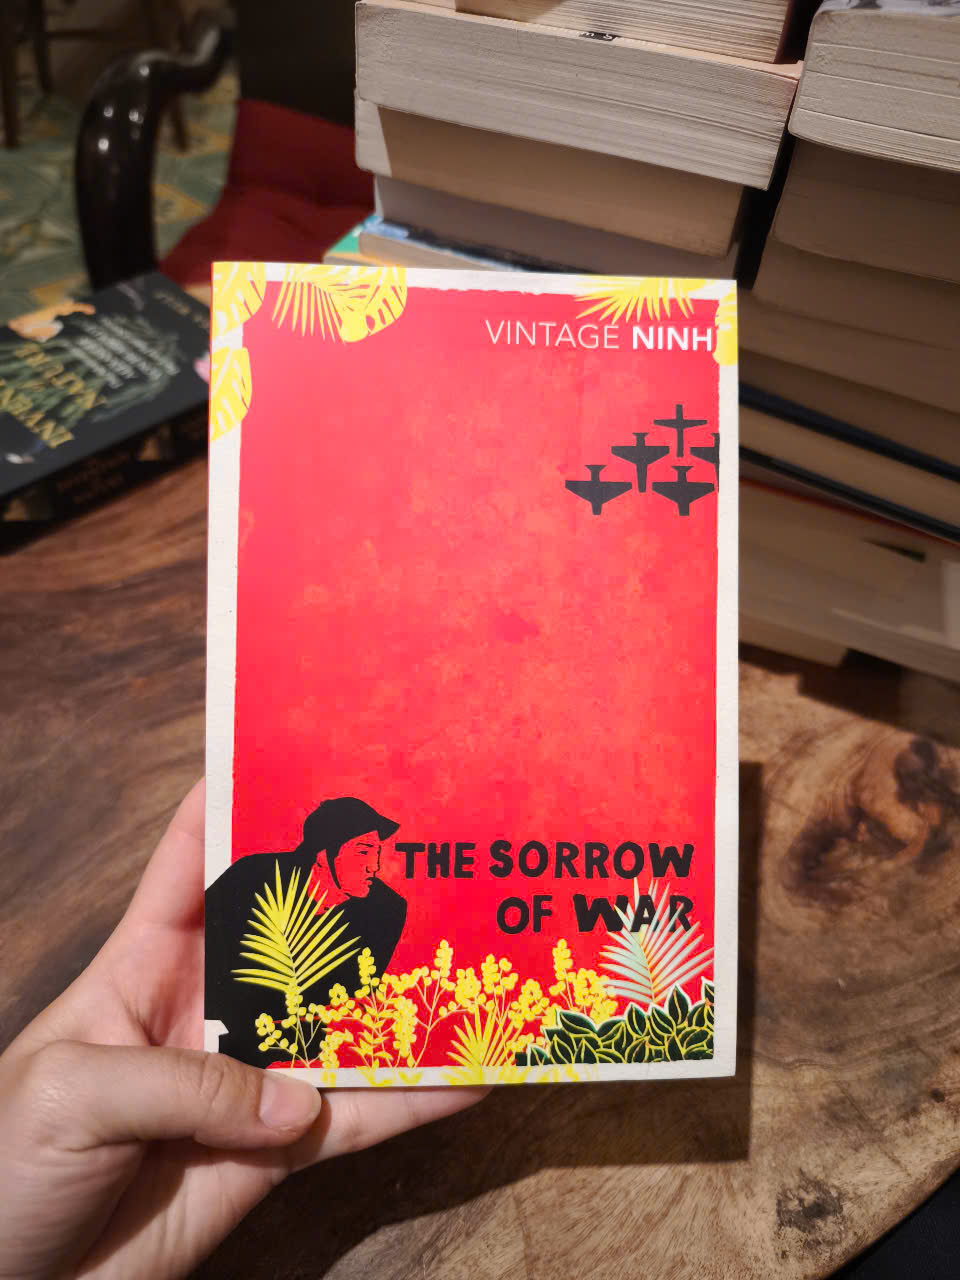 VINTAGE NINH
THE SORROW
OF WAR